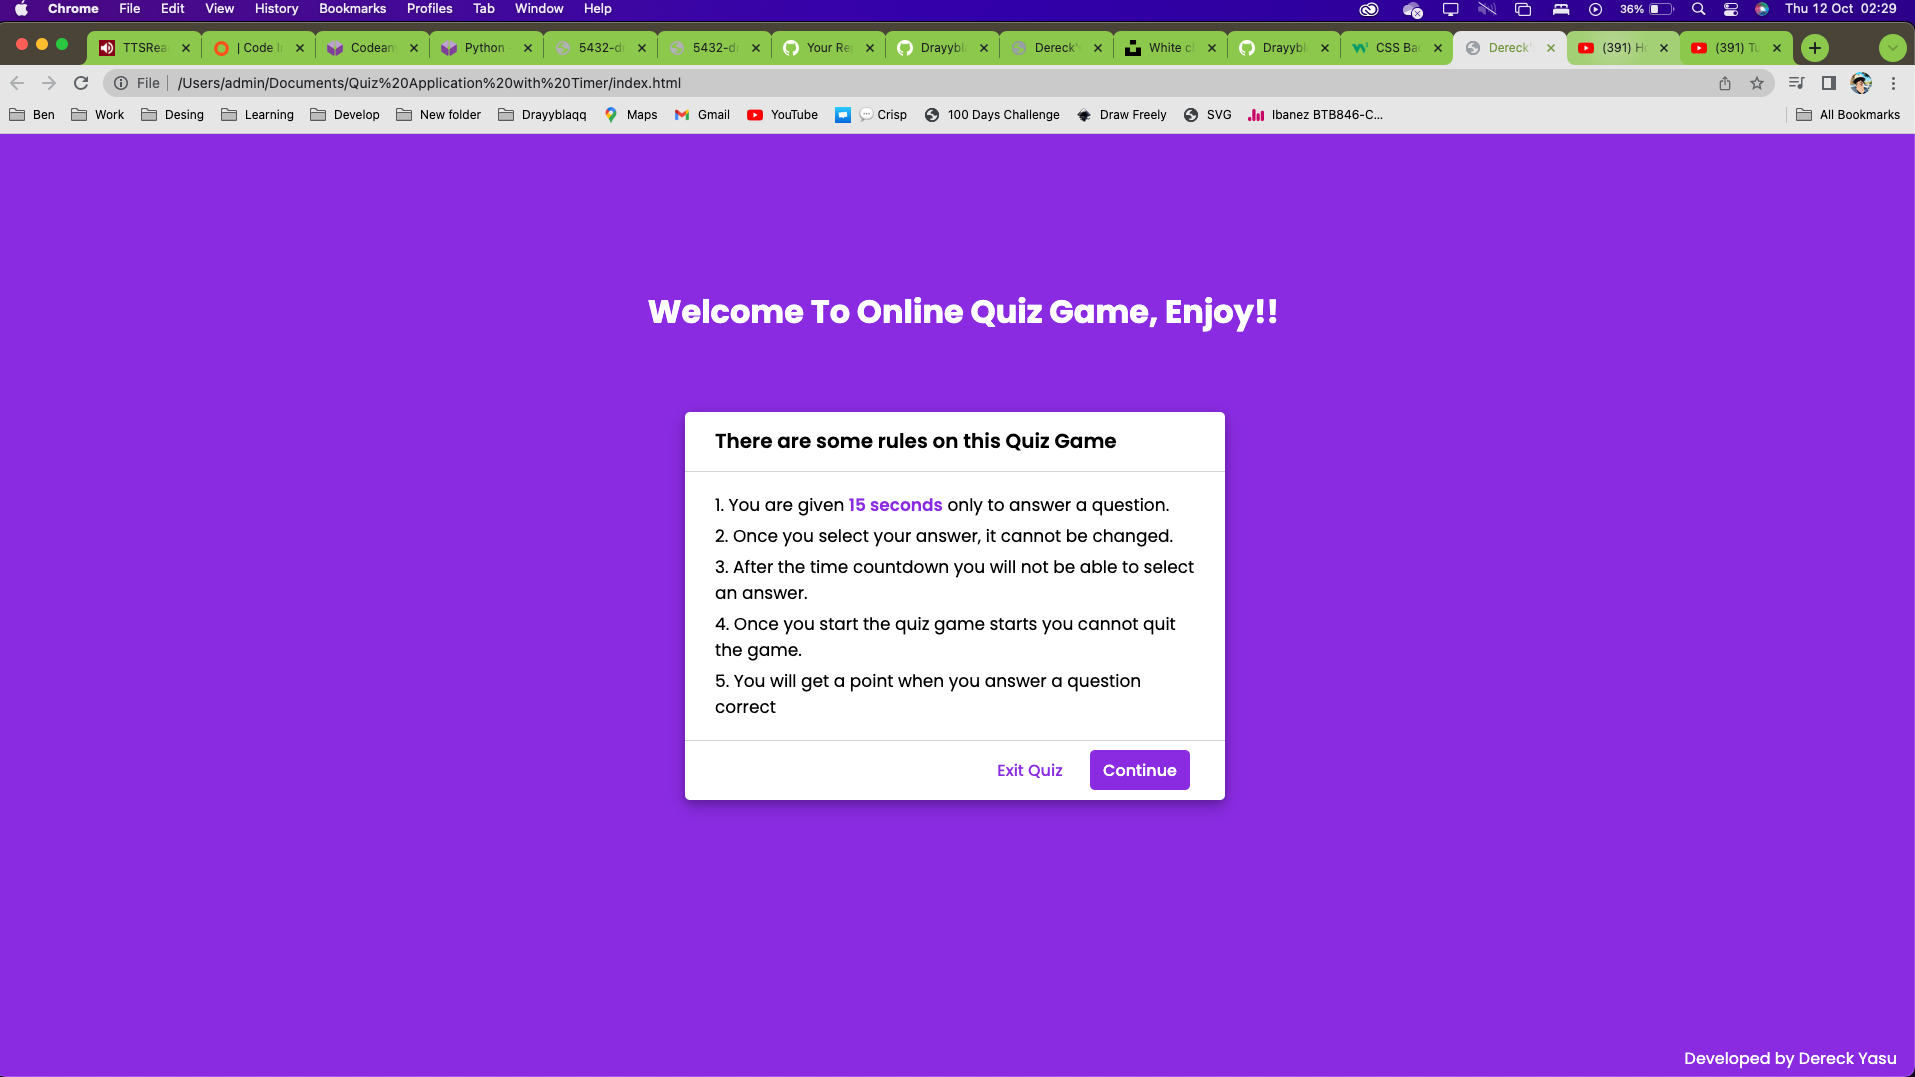 Chrome File Edit View History Bookmarks Profiles Tab Window Help 36% Thu 12 Oct 02:29
TTSRea | Code I Codeam Python 5432-d 5432-d Your Re Drayybl Dereck' White c Drayybl CSS Bac Dereck' (391) H (391) Tu
File /Users/admin/Documents/Quiz%20Application%20with%20Timer/index.html
Ben Work Desing Learning Develop New folder Drayyblaqq Maps Gmail YouTube Crisp 100 Days Challenge Draw Freely SVG Ibanez BTB846-C... All Bookmarks
Welcome To Online Quiz Game, Enjoy!!
There are some rules on this Quiz Game
1. You are given 15 seconds only to answer a question.
2. Once you select your answer, it cannot be changed.
3. After the time countdown you will not be able to select
an answer.
4. Once you start the quiz game starts you cannot quit
the game.
5. You will get a point when you answer a question
correct
Exit Quiz Continue
Developed by Dereck Yasu